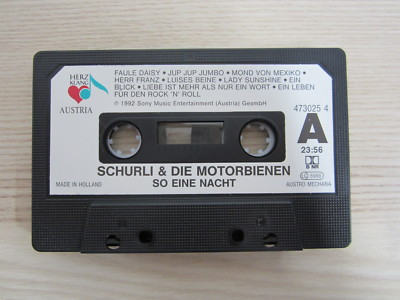 HERZ
KLANG
AUSTRIA
FAULE DAISY • JUP JUP JUMBO • MOND VON MEXIKO •
HERR FRANZ • LUISES BEINE • LADY SUNSHINE • EIN
BLICK • LIEBE IST MEHR ALS NUR EIN WORT • EIN LEBEN
FÜR DEN ROCK 'N' ROLL
℗ 1992 Sony Music Entertainment (Austria) GesmbH
473025 4
A
23:56
B NR
SCHURLI & DIE MOTORBIENEN
SO EINE NACHT
MADE IN HOLLAND
AUSTRO MECHANA